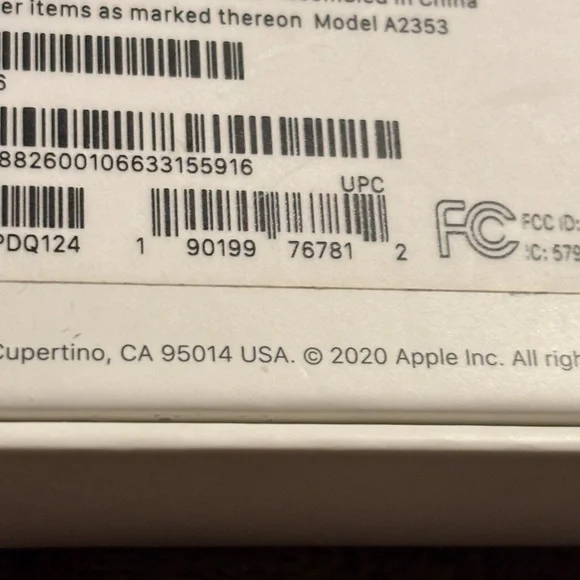 er items as marked thereon Model A2353
6
882600106633155916
UPC
PDQ124
1 90199 76781 2
FC FCC ID:
IC: 579
Cupertino, CA 95014 USA. © 2020 Apple Inc. All righ